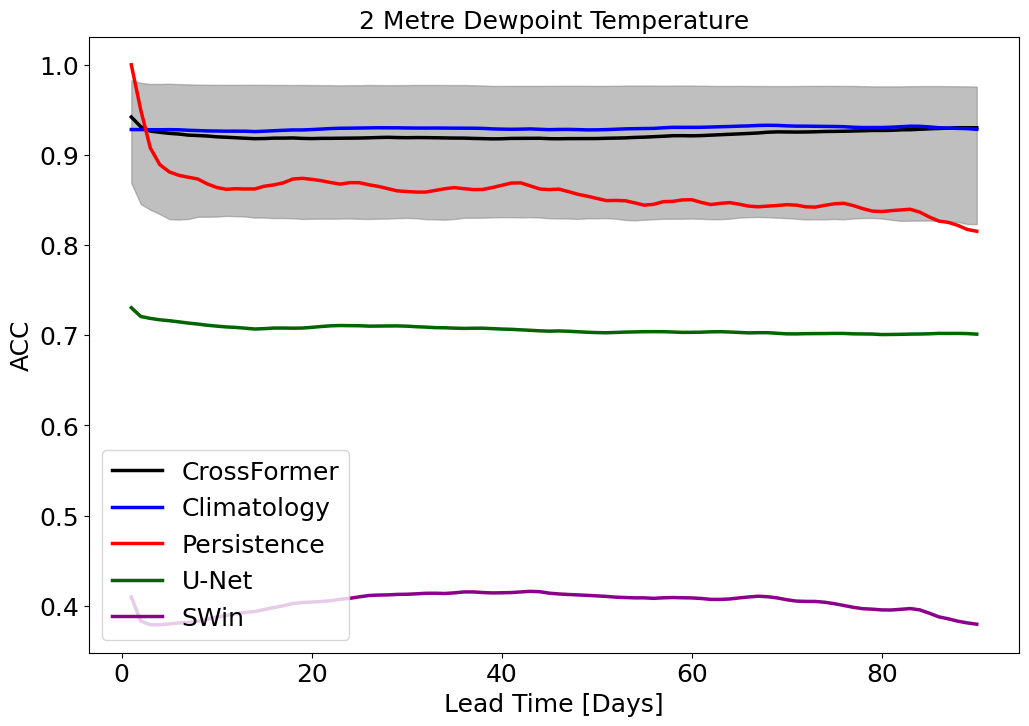 2 Metre Dewpoint Temperature
ACC
1.0
0.9
0.8
0.7
0.6
0.5
0.4
CrossFormer
Climatology
Persistence
U-Net
SWin
0 20 40 60 80
Lead Time [Days]